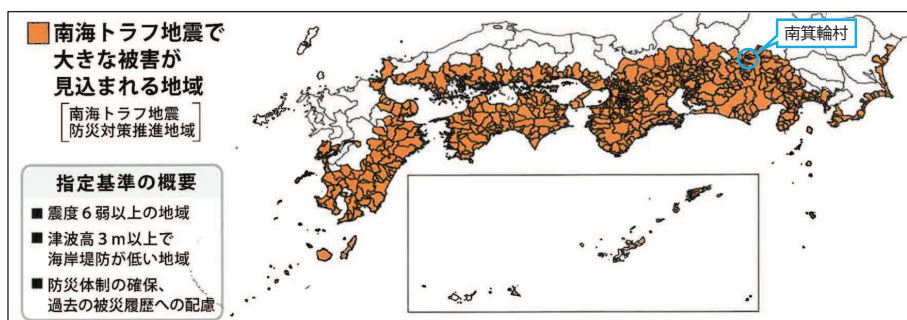 南海トラフ地震で
大きな被害が
見込まれる地域
南海トラフ地震
防災対策推進地域
指定基準の概要
■ 震度6弱以上の地域
■ 津波高3m以上で
海岸堤防が低い地域
■ 防災体制の確保、
過去の被災履歴への配慮
南箕輪村